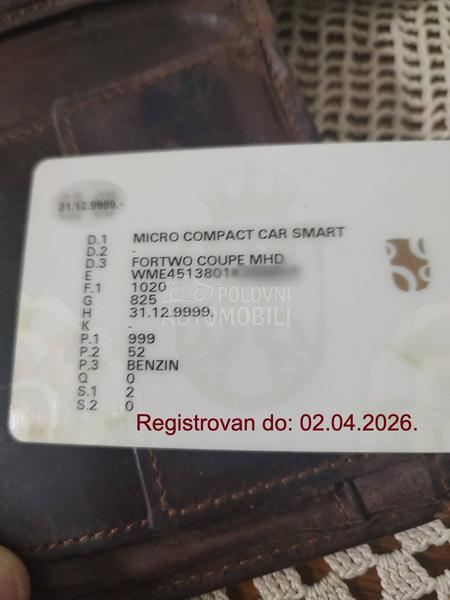 31.12.9999.-
D.1 MICRO COMPACT CAR SMART
D.2 -
D.3 FORTWO COUPE MHD
E WME4513801
F.1 1020
G 825
H 31.12.9999.
K -
P.1 999
P.2 52
P.3 BENZIN
Q 0
S.1 2
S.2 0
POLOVNI
AUTOMOBILI
Registrovan do: 02.04.2026.